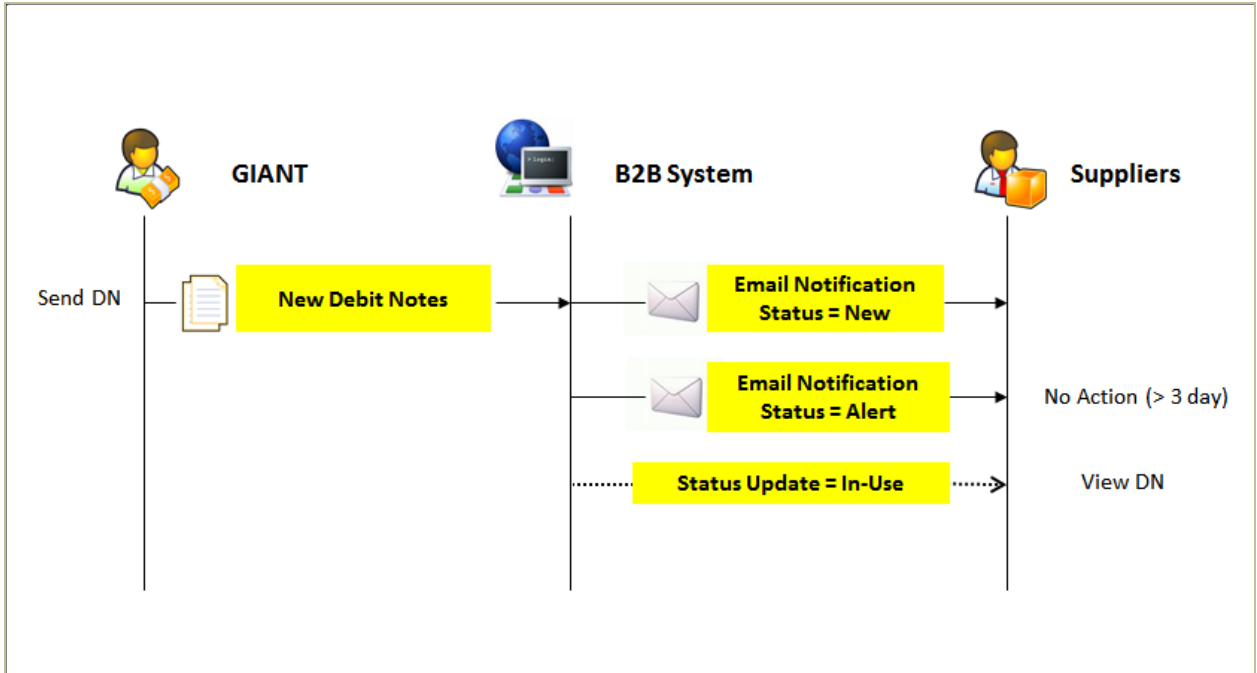 GIANT
B2B System
Suppliers
> login:
Send DN
New Debit Notes
Email Notification
Status = New
Email Notification
Status = Alert
No Action (> 3 day)
Status Update = In-Use
View DN